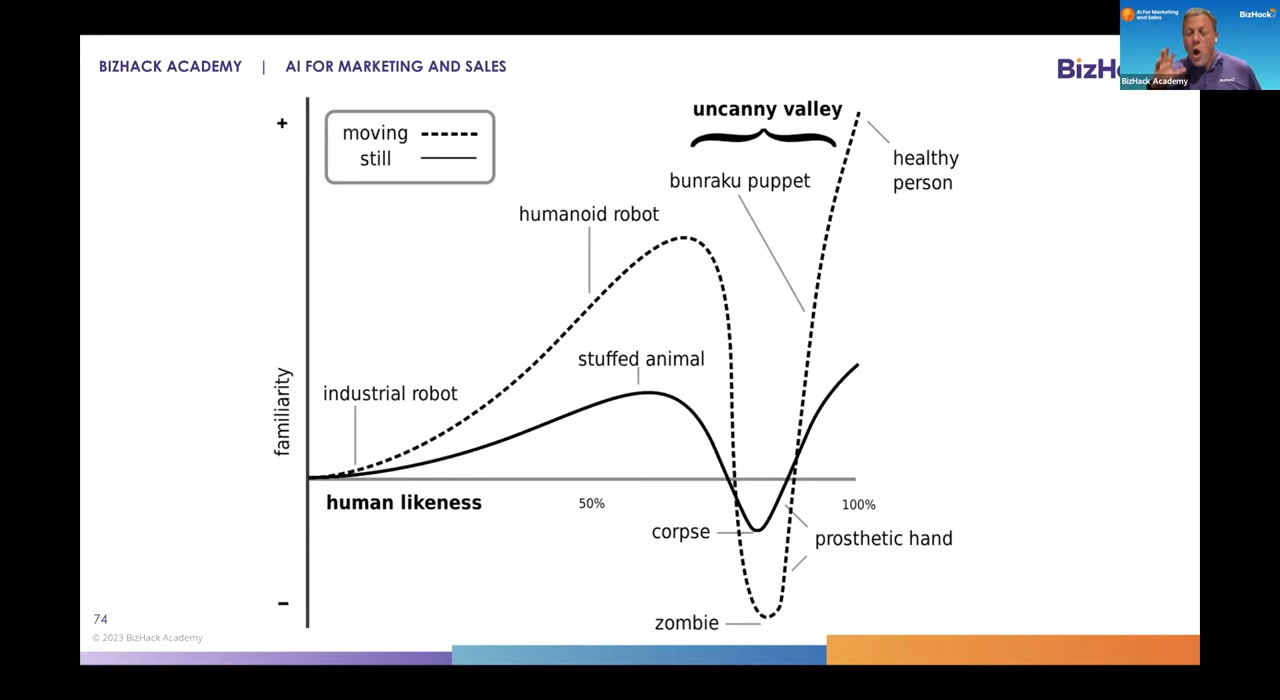 BIZHACK ACADEMY | AI FOR MARKETING AND SALES
AI For Marketing
and Sales
BizHack
BizHack Academy
+
moving
still
uncanny valley
healthy
person
bunraku puppet
humanoid robot
stuffed animal
industrial robot
familiarity
human likeness
50%
100%
corpse
prosthetic hand
–
zombie
74
© 2023 BizHack Academy